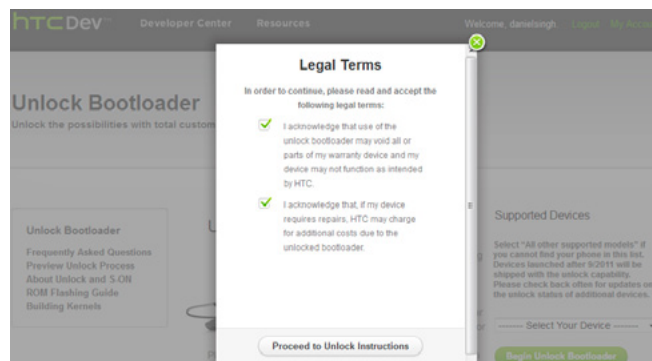 hTCDev™ Developer Center Resources Welcome, danielsingh. Logout My
Legal Terms
In order to continue, please read and accept the
following legal terms:
I acknowledge that use of the
unlock bootloader may void all or
parts of my warranty device and my
device may not function as intended
by HTC.
I acknowledge that, if my device
requires repairs, HTC may charge
for additional costs due to the
unlocked bootloader.
Proceed to Unlock Instructions
Unlock Bootloader
Unlock the possibilities with total
Unlock Bootloader
Frequently Asked Questions
Preview Unlock Process
About Unlock and S-ON
ROM Flashing Guide
Building Kernels
Supported Devices
Select "All other supported models" if
you cannot find your phone in this list.
Devices launched after 9/2011 will be
shipped with the unlock capability.
Please check back often for updates on
the unlock status of additional devices.
------ Select Your Device ------
Begin Unlock Bootloader